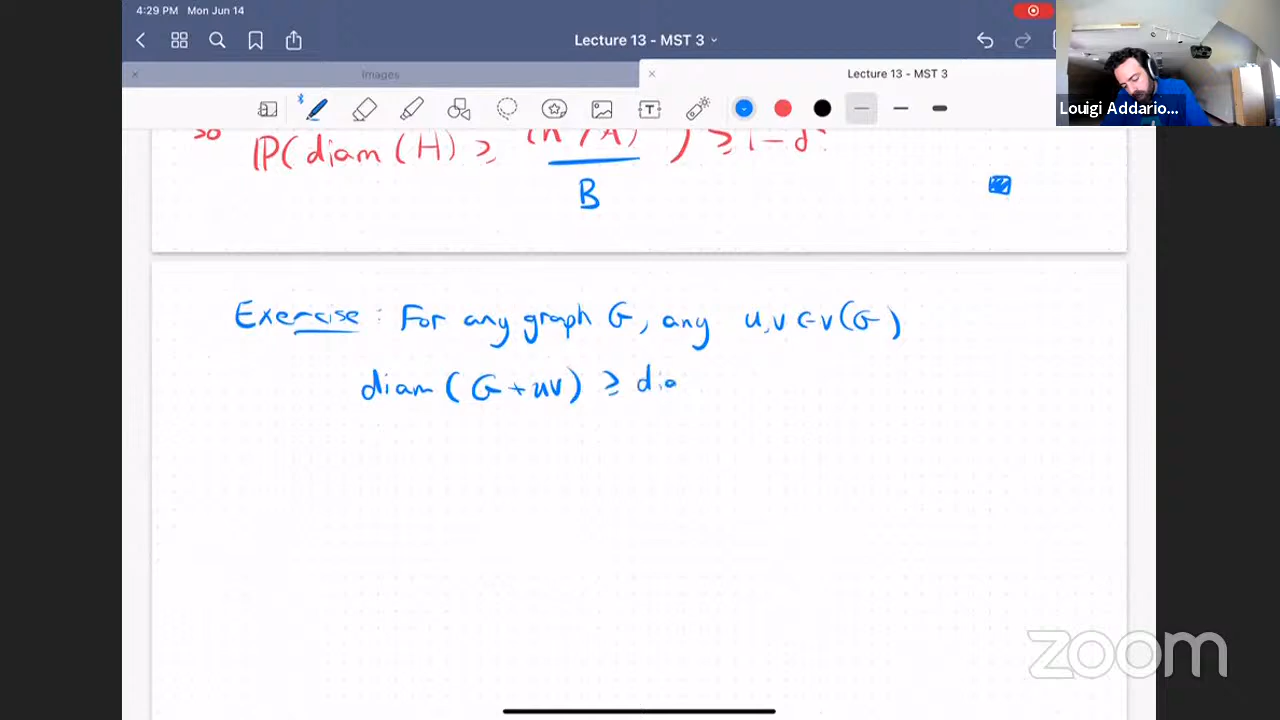 4:29 PM Mon Jun 14
Lecture 13 - MST 3
Images
Lecture 13 - MST 3
Louigi Addario...
P(diam(H) ≥
B
Exercise: For any graph G, any u,v ∈ v(G)
diam(G+uv) ≥ dia
zoom